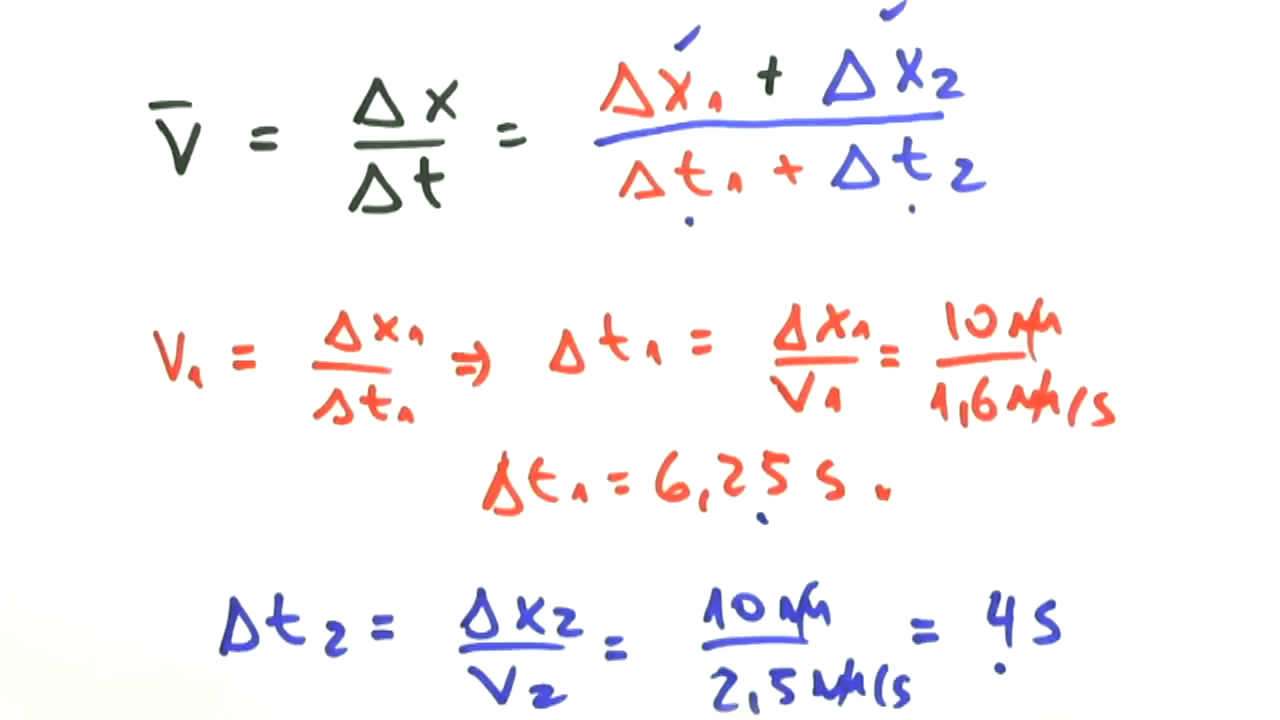 V̄ = Δx/Δt = (Δx₁ + Δx₂)/(Δt₁ + Δt₂)
V₁ = Δx₁/Δt₁ ⇒ Δt₁ = Δx₁/V₁ = 10 m/1,6 m/s
Δt₁ = 6,25 s.
Δt₂ = Δx₂/V₂ = 10 m/2,5 m/s = 4 s